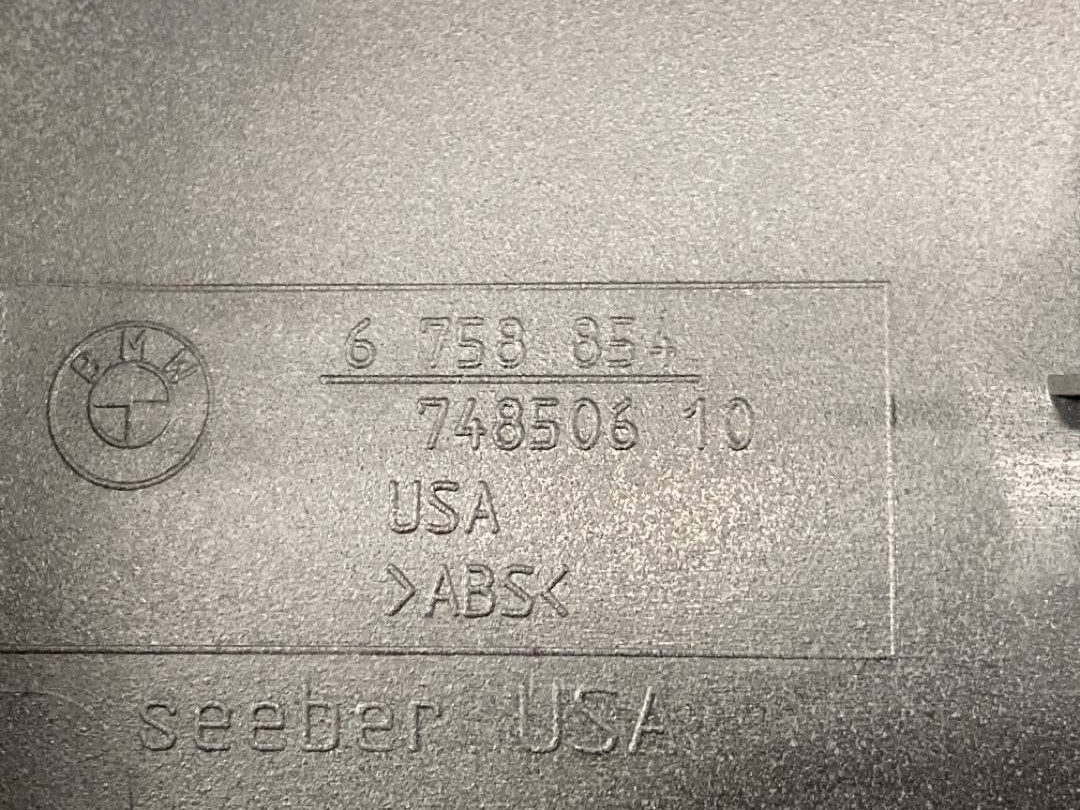 BMW
6 758 854
748506 10
USA
>ABS<
seeber USA